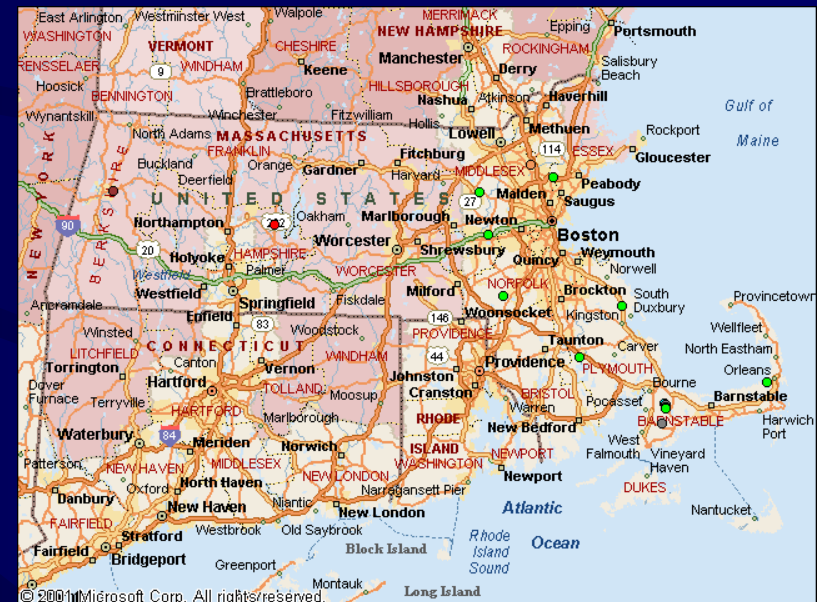 East Arlington
Westminster West
Walpole
MERRIMACK
WASHINGTON
VERMONT
CHESHIRE
NEW HAMPSHIRE
Epping
Portsmouth
RENSSELAER
9
WINDHAM
Keene
Manchester
ROCKINGHAM
Derry
Salisbury
Beach
Hoosick
BENNINGTON
Brattleboro
HILLSBOROUGH
Nashua
Atkinson
Haverhill
Gulf of
Maine
Wynantskill
Winchester
Fitzwilliam
Hollis
Methuen
North Adams
MASSACHUSETTS
Lowell
Rockport
FRANKLIN
Fitchburg
114
ESSEX
Gloucester
Buckland
Orange
Gardner
Harvard
MIDDLESEX
Deerfield
Peabody
NEW YORK
BERKSHIRE
UNITED STATES
27
Malden
Saugus
90
Northampton
Oakham
Marlborough
Newton
Boston
20
Worcester
Shrewsbury
Holyoke
HAMPSHIRE
Quincy
Weymouth
Westfield
Palmer
WORCESTER
Norwell
Westfield
Milford
NORFOLK
Brockton
South
Duxbury
Ancramdale
Springfield
Fiskdale
Provincetown
Enfield
83
146
Woonsocket
Kingston
Winsted
Woodstock
PROVIDENCE
Wellfleet
LITCHFIELD
CONNECTICUT
WINDHAM
44
Taunton
Carver
North Eastham
Torrington
Canton
Vernon
Johnston
Providence
PLYMOUTH
Orleans
Dover
Furnace
Hartford
TOLLAND
Moosup
Cranston
BRISTOL
Bourne
Terryville
HARTFORD
Warren
Pocasset
Barnstable
Marlborough
RHODE
ISLAND
New Bedford
BARNSTABLE
Harwich
Port
Waterbury
84
Meriden
Norwich
West
Falmouth
Vineyard
Haven
Patterson
NEW HAVEN
MIDDLESEX
WASHINGTON
NEWPORT
Oxford
North Haven
NEW LONDON
Newport
DUKES
Danbury
Narragansett Pier
New Haven
Niantic
New London
Atlantic
Ocean
Nantucket
FAIRFIELD
Stratford
Westbrook
Old Saybrook
Rhode
Island
Sound
Fairfield
Bridgeport
Block Island
Greenport
Montauk
Long Island
© 2001 Microsoft Corp. All rights reserved.